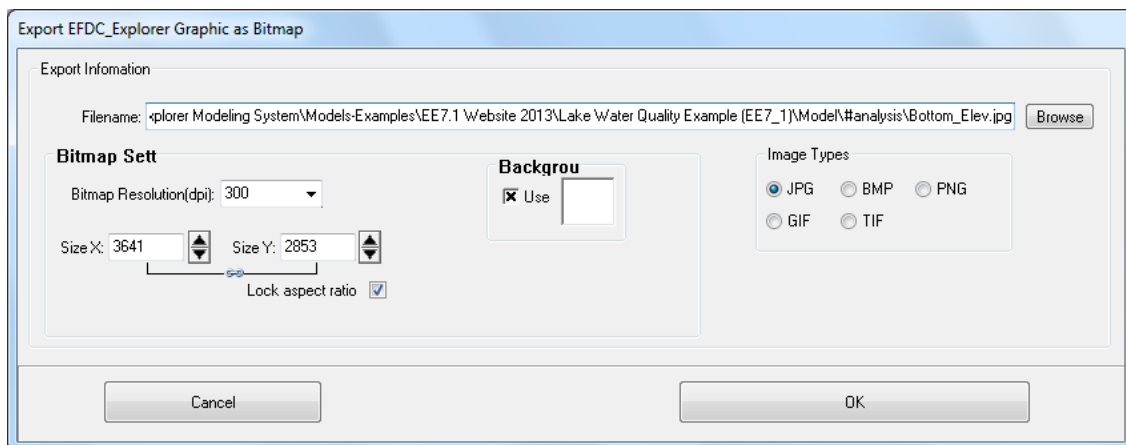 Export EFDC_Explorer Graphic as Bitmap
Export Infomation
Filename: xplorer Modeling System\Models-Examples\EE7.1 Website 2013\Lake Water Quality Example (EE7_1)\Model\#analysis\Bottom_Elev.jpg Browse
Bitmap Sett
Bitmap Resolution(dpi): 300
Size X: 3641 Size Y: 2853
Lock aspect ratio
Backgrou
Use
Image Types
JPG BMP PNG
GIF TIF
Cancel OK